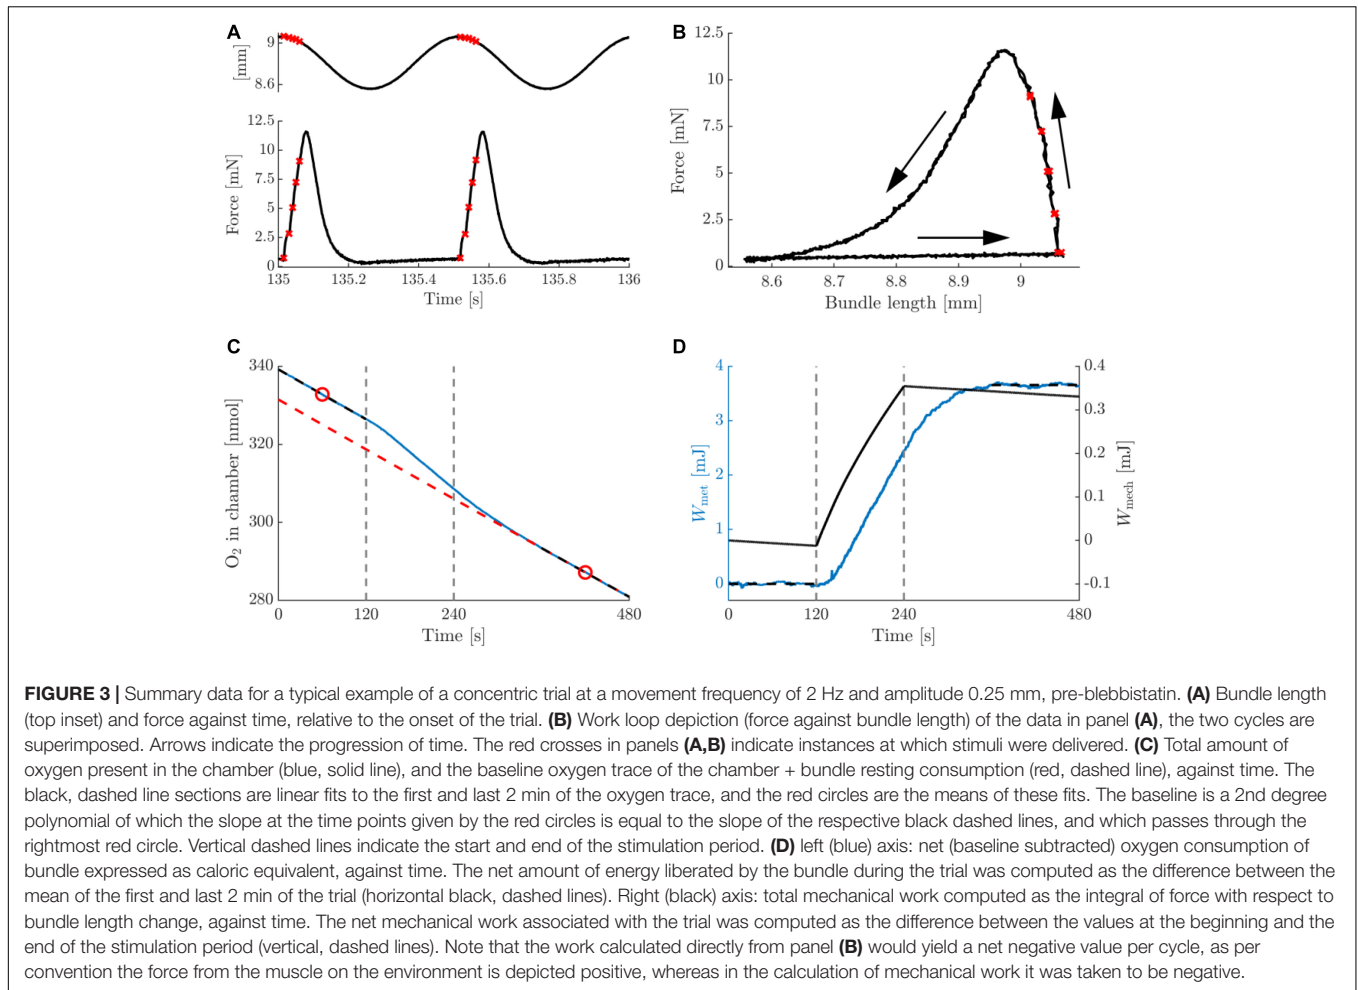 A
9
8.6
[mm]
12.5
10
7.5
5
2.5
0
Force [mN]
135
135.2
135.4
135.6
135.8
136
Time [s]
B
12.5
10
7.5
5
2.5
0
Force [mN]
8.6
8.7
8.8
8.9
9
Bundle length [mm]
C
340
320
300
280
O₂ in chamber [nmol]
0
120
240
480
Time [s]
D
4
3
2
1
0
W_met [mJ]
0.4
0.3
0.2
0.1
0
-0.1
W_mech [mJ]
0
120
240
480
Time [s]
FIGURE 3 | Summary data for a typical example of a concentric trial at a movement frequency of 2 Hz and amplitude 0.25 mm, pre-blebbistatin. (A) Bundle length
(top inset) and force against time, relative to the onset of the trial. (B) Work loop depiction (force against bundle length) of the data in panel (A), the two cycles are
superimposed. Arrows indicate the progression of time. The red crosses in panels (A,B) indicate instances at which stimuli were delivered. (C) Total amount of
oxygen present in the chamber (blue, solid line), and the baseline oxygen trace of the chamber + bundle resting consumption (red, dashed line), against time. The
black, dashed line sections are linear fits to the first and last 2 min of the oxygen trace, and the red circles are the means of these fits. The baseline is a 2nd degree
polynomial of which the slope at the time points given by the red circles is equal to the slope of the respective black dashed lines, and which passes through the
rightmost red circle. Vertical dashed lines indicate the start and end of the stimulation period. (D) left (blue) axis: net (baseline subtracted) oxygen consumption of
bundle expressed as caloric equivalent, against time. The net amount of energy liberated by the bundle during the trial was computed as the difference between the
mean of the first and last 2 min of the trial (horizontal black, dashed lines). Right (black) axis: total mechanical work computed as the integral of force with respect to
bundle length change, against time. The net mechanical work associated with the trial was computed as the difference between the values at the beginning and the
end of the stimulation period (vertical, dashed lines). Note that the work calculated directly from panel (B) would yield a net negative value per cycle, as per
convention the force from the muscle on the environment is depicted positive, whereas in the calculation of mechanical work it was taken to be negative.